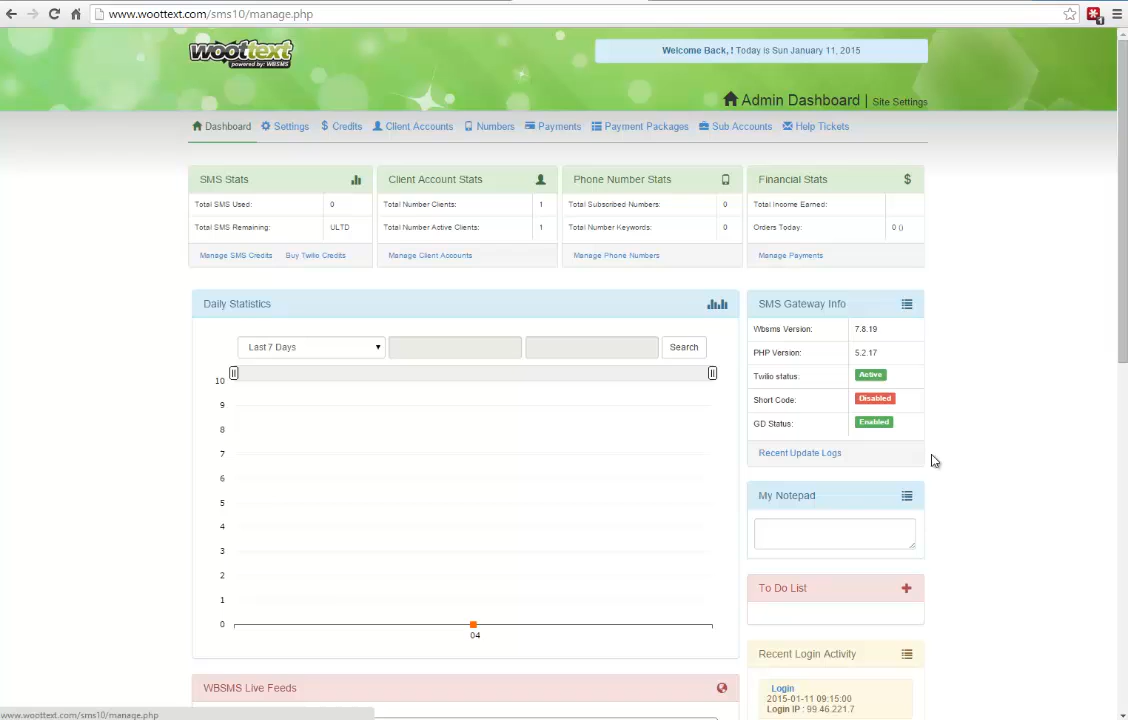 www.woottext.com/sms10/manage.php
woottext
powered by: WBSMS
Welcome Back, ! Today is Sun January 11, 2015
Admin Dashboard | Site Settings
Dashboard Settings $ Credits Client Accounts Numbers Payments Payment Packages Sub Accounts Help Tickets
SMS Stats
Total SMS Used: 0
Total SMS Remaining: ULTD
Manage SMS Credits Buy Twilio Credits
Client Account Stats
Total Number Clients: 1
Total Number Active Clients: 1
Manage Client Accounts
Phone Number Stats
Total Subscribed Numbers: 0
Total Number Keywords: 0
Manage Phone Numbers
Financial Stats $
Total Income Earned:
Orders Today: 0 ()
Manage Payments
Daily Statistics
Last 7 Days Search
10
9
8
7
6
5
4
3
2
1
0
04
WBSMS Live Feeds
SMS Gateway Info
Wbsms Version: 7.8.19
PHP Version: 5.2.17
Twilio status: Active
Short Code: Disabled
GD Status: Enabled
Recent Update Logs
My Notepad
To Do List
Recent Login Activity
Login
2015-01-11 09:15:00
Login IP : 99.46.221.7
www.woottext.com/sms10/manage.php